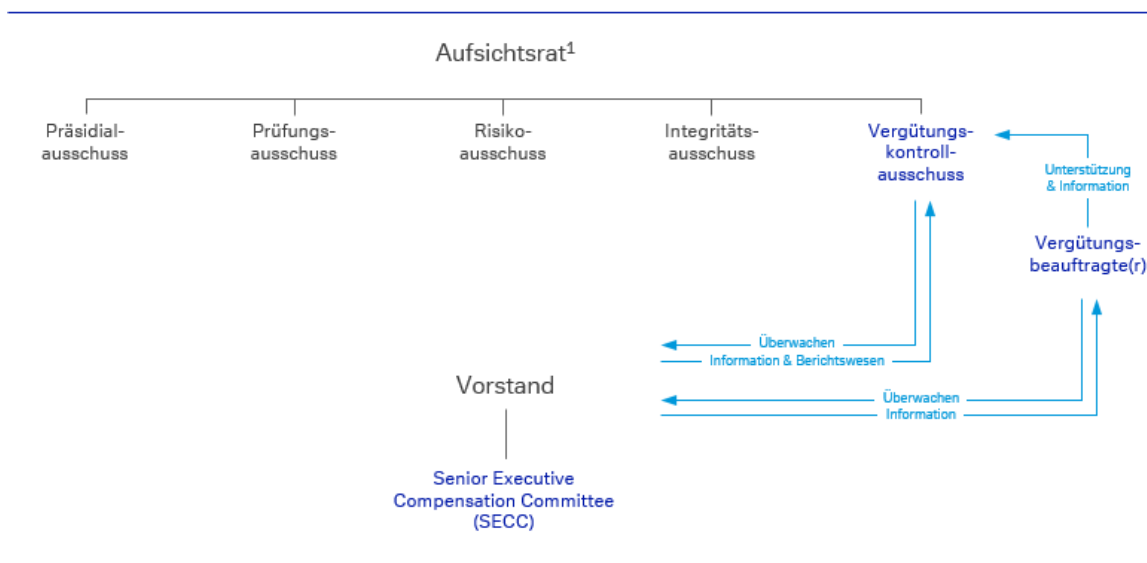 Aufsichtsrat¹
Präsidial-
ausschuss
Prüfungs-
ausschuss
Risiko-
ausschuss
Integritäts-
ausschuss
Vergütungs-
kontroll-
ausschuss
Unterstützung
& Information
Vergütungs-
beauftragte(r)
Überwachen
Information & Berichtswesen
Vorstand
Überwachen
Information
Senior Executive
Compensation Committee
(SECC)